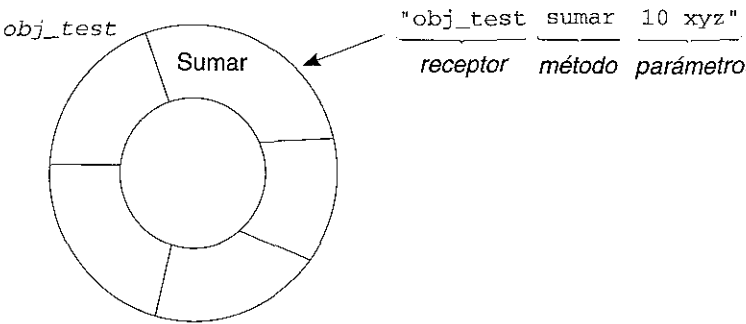 "obj_test sumar 10 xyz"
obj_test
receptor método parámetro
Sumar